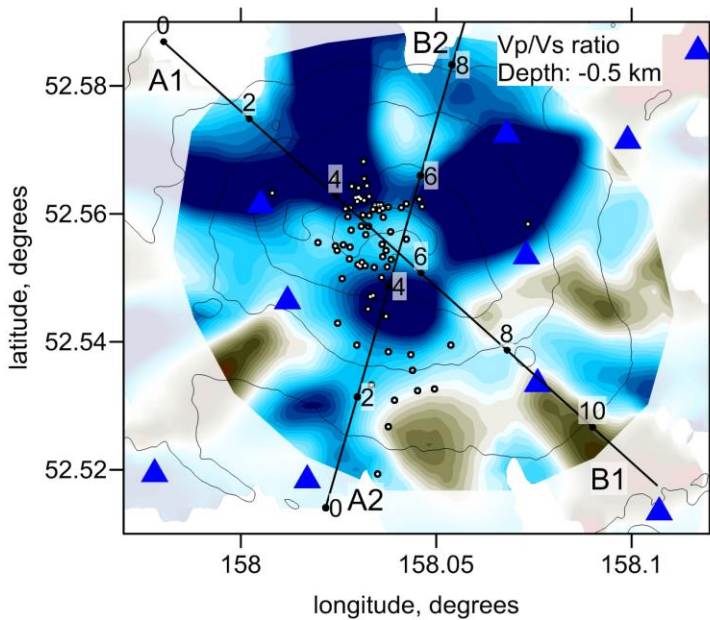 0
B2
Vp/Vs ratio
Depth: -0.5 km
A1
8
2
4
6
6
4
8
2
10
0
A2
B1
52.58
52.56
52.54
52.52
latitude, degrees
158
158.05
158.1
longitude, degrees